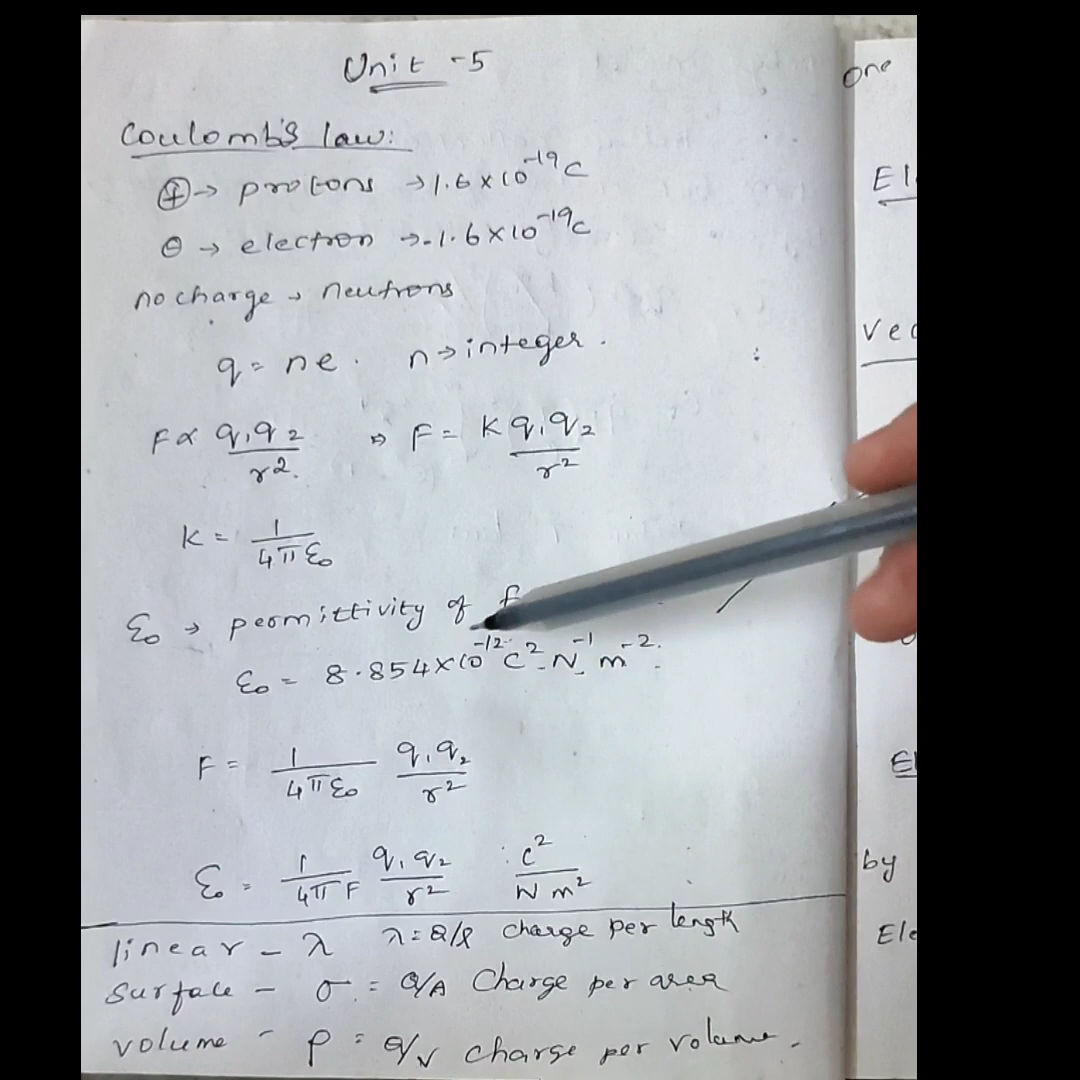 Unit - 5
Coulomb's law:
⊕ → protons → 1.6 × 10⁻¹⁹ C
⊖ → electron → -1.6 × 10⁻¹⁹ C
no charge → neutrons
q = ne . n → integer .
F ∝ q₁q₂ / r² ⇒ F = K q₁q₂ / r²
K = 1 / 4πε₀
ε₀ → permittivity of
ε₀ = 8.854 × 10⁻¹² C² N⁻¹ m⁻²
F = 1 / 4πε₀ q₁q₂ / r²
ε₀ = 1 / 4πF q₁q₂ / r² C² / N m²
linear - λ λ = Q/l charge per length
Surface - σ = Q/A Charge per area
volume - ρ = q/v charge per volume .
One
El
Vec
El
by
Ele